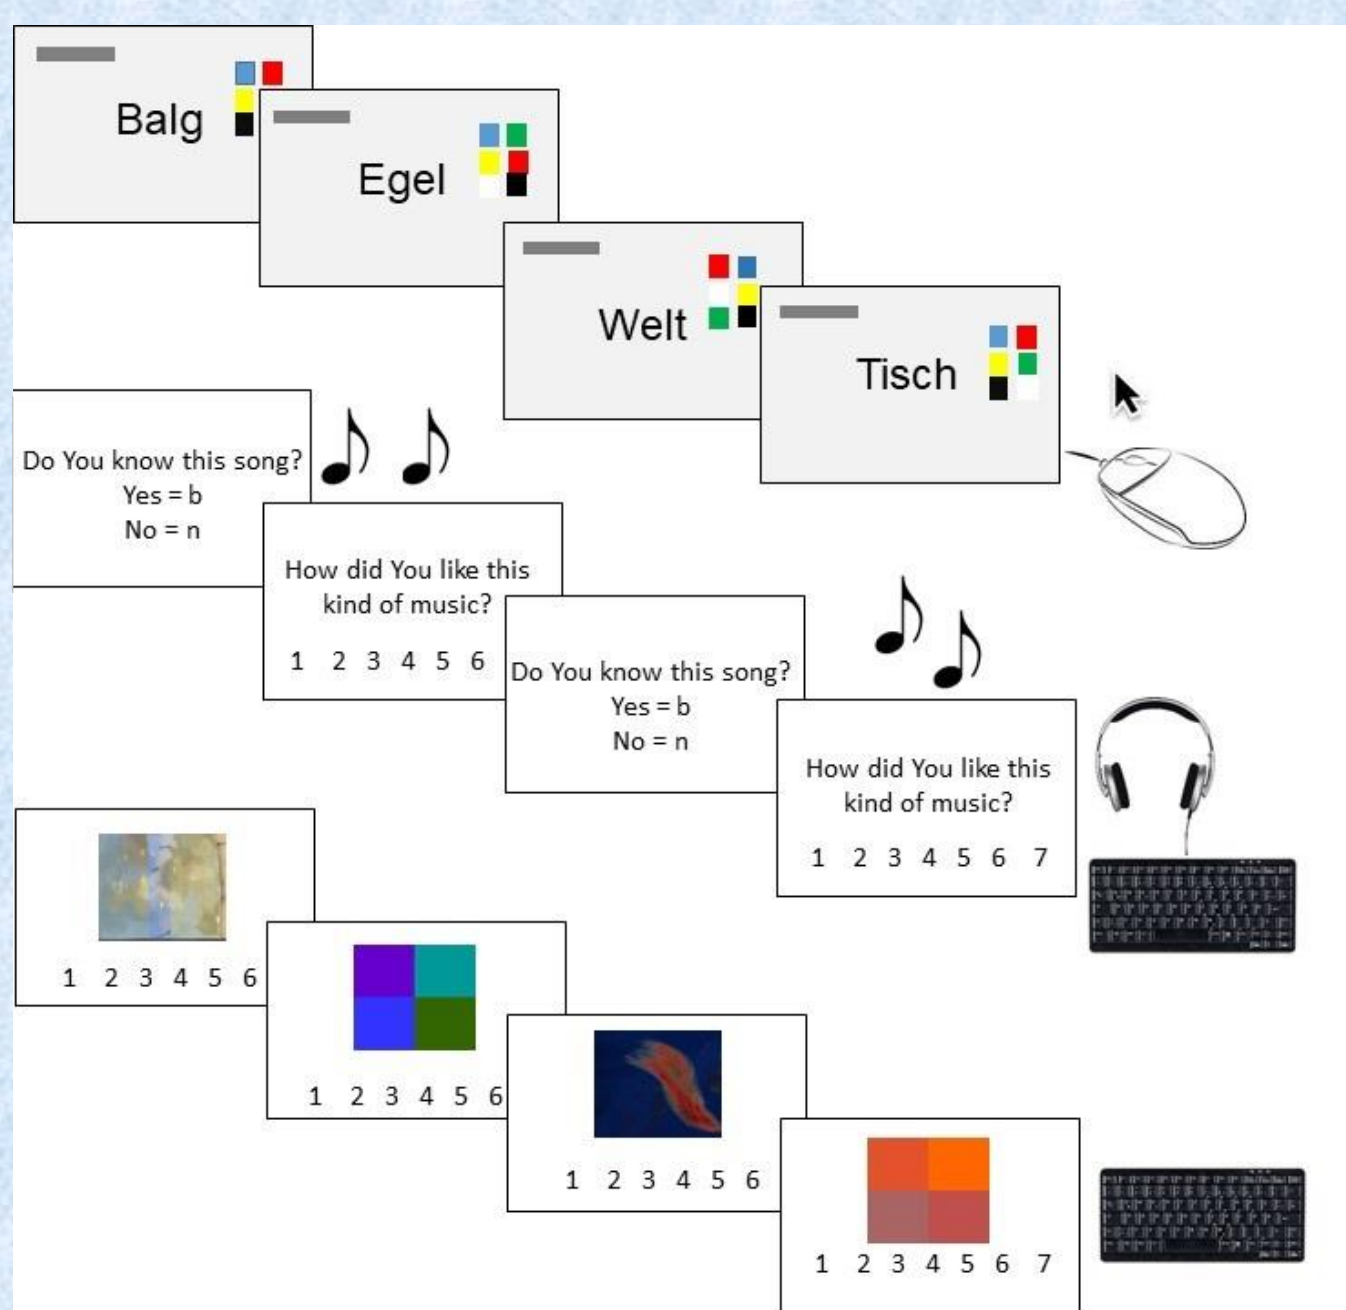 Balg
Egel
Welt
Tisch
Do You know this song?
Yes = b
No = n
How did You like this
kind of music?
1 2 3 4 5 6
Do You know this song?
Yes = b
No = n
How did You like this
kind of music?
1 2 3 4 5 6 7
1 2 3 4 5 6
1 2 3 4 5 6
1 2 3 4 5 6
1 2 3 4 5 6 7